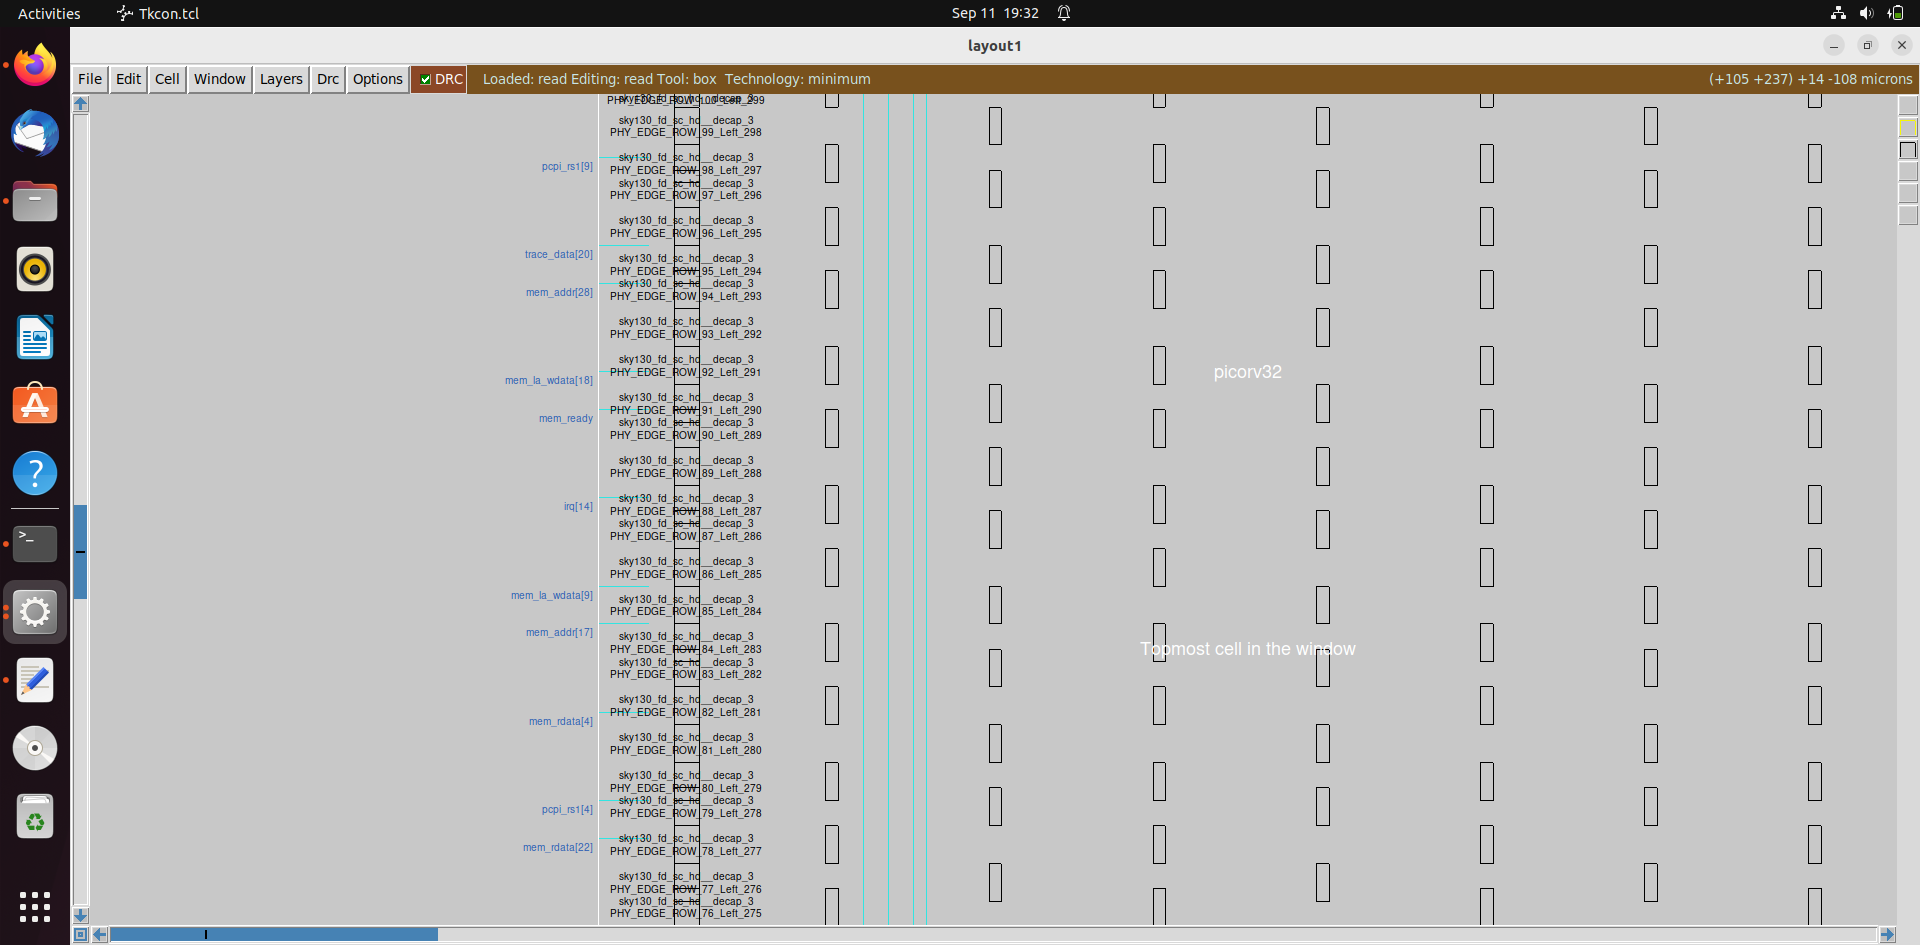 Activities
Tkcon.tcl
Sep 11 19:32
layout1
File Edit Cell Window Layers Drc Options DRC
Loaded: read Editing: read Tool: box Technology: minimum
(+105 +237) +14 -108 microns
sky130_fd_sc_hd__decap_3
PHY_EDGE_ROW_100_Left_299
sky130_fd_sc_hd__decap_3
PHY_EDGE_ROW_99_Left_298
sky130_fd_sc_hd__decap_3
pcpi_rs1[9]
PHY_EDGE_ROW_98_Left_297
sky130_fd_sc_hd__decap_3
PHY_EDGE_ROW_97_Left_296
sky130_fd_sc_hd__decap_3
PHY_EDGE_ROW_96_Left_295
trace_data[20]
sky130_fd_sc_hd__decap_3
PHY_EDGE_ROW_95_Left_294
sky130_fd_sc_hd__decap_3
mem_addr[28]
PHY_EDGE_ROW_94_Left_293
sky130_fd_sc_hd__decap_3
PHY_EDGE_ROW_93_Left_292
sky130_fd_sc_hd__decap_3
PHY_EDGE_ROW_92_Left_291
picorv32
mem_la_wdata[18]
sky130_fd_sc_hd__decap_3
PHY_EDGE_ROW_91_Left_290
mem_ready
sky130_fd_sc_hd__decap_3
PHY_EDGE_ROW_90_Left_289
sky130_fd_sc_hd__decap_3
PHY_EDGE_ROW_89_Left_288
sky130_fd_sc_hd__decap_3
irq[14]
PHY_EDGE_ROW_88_Left_287
sky130_fd_sc_hd__decap_3
PHY_EDGE_ROW_87_Left_286
sky130_fd_sc_hd__decap_3
PHY_EDGE_ROW_86_Left_285
mem_la_wdata[9]
sky130_fd_sc_hd__decap_3
PHY_EDGE_ROW_85_Left_284
mem_addr[17]
sky130_fd_sc_hd__decap_3
PHY_EDGE_ROW_84_Left_283
Topmost cell in the window
sky130_fd_sc_hd__decap_3
PHY_EDGE_ROW_83_Left_282
sky130_fd_sc_hd__decap_3
PHY_EDGE_ROW_82_Left_281
mem_rdata[4]
sky130_fd_sc_hd__decap_3
PHY_EDGE_ROW_81_Left_280
sky130_fd_sc_hd__decap_3
PHY_EDGE_ROW_80_Left_279
sky130_fd_sc_hd__decap_3
pcpi_rs1[4]
PHY_EDGE_ROW_79_Left_278
sky130_fd_sc_hd__decap_3
mem_rdata[22]
PHY_EDGE_ROW_78_Left_277
sky130_fd_sc_hd__decap_3
PHY_EDGE_ROW_77_Left_276
sky130_fd_sc_hd__decap_3
PHY_EDGE_ROW_76_Left_275